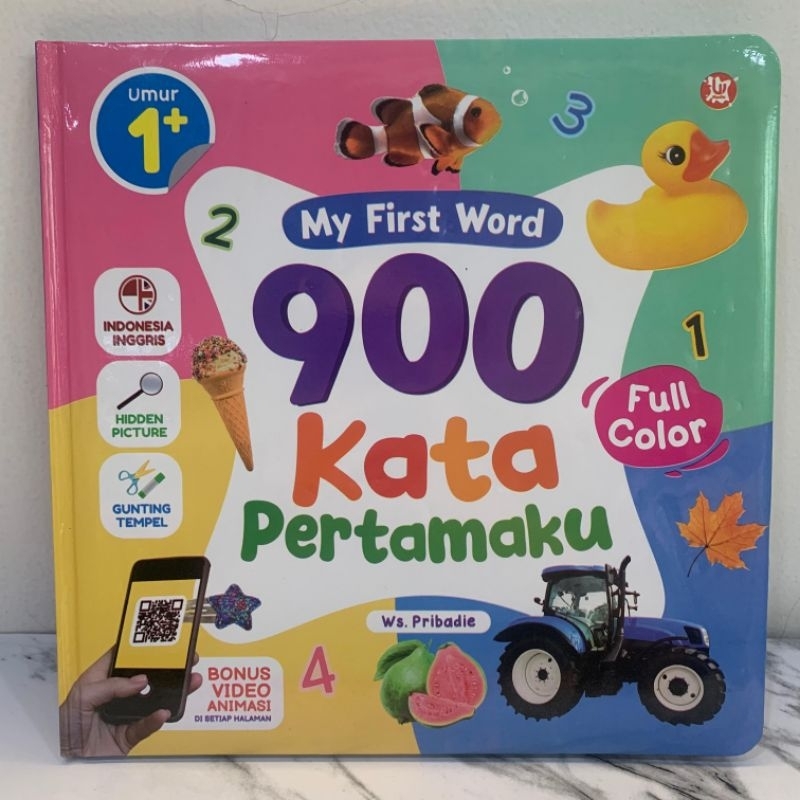 Umur
1+
3
2
My First Word
900
Kata
Pertamaku
1
Full
Color
INDONESIA
INGGRIS
HIDDEN
PICTURE
GUNTING
TEMPEL
Ws. Pribadie
4
BONUS
VIDEO
ANIMASI
DI SETIAP HALAMAN